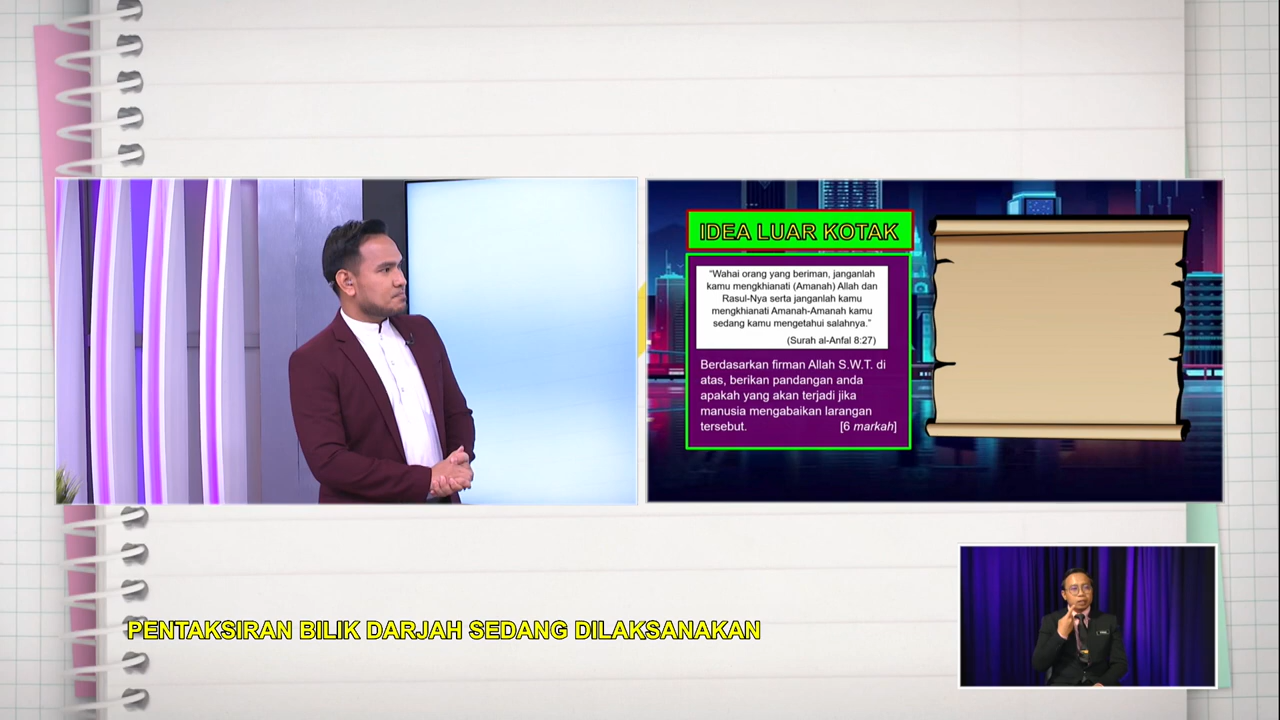 IDEA LUAR KOTAK
“Wahai orang yang beriman, janganlah
kamu mengkhianati (Amanah) Allah dan
Rasul-Nya serta janganlah kamu
mengkhianati Amanah-Amanah kamu
sedang kamu mengetahui salahnya.”
(Surah al-Anfal 8:27)
Berdasarkan firman Allah S.W.T. di
atas, berikan pandangan anda
apakah yang akan terjadi jika
manusia mengabaikan larangan
tersebut. [6 markah]
PENTAKSIRAN BILIK DARJAH SEDANG DILAKSANAKAN